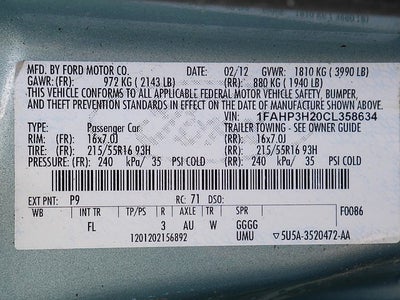 MFD. BY FORD MOTOR CO. 02/12 GVWR: 1810 KG ( 3990 LB)
(FR): 972 KG ( 2143 LB) (RR): 880 KG ( 1940 LB)
THIS VEHICLE CONFORMS TO ALL APPLICABLE FEDERAL MOTOR VEHICLE SAFETY, BUMPER,
AND THEFT PREVENTION STANDARDS IN EFFECT ON THE DATE OF MANUFACTURE SHOWN ABOVE.
VIN: 1FAHP3H20CL358634
TYPE: Passenger Car TRAILER TOWING - SEE OWNER GUIDE
RIM: (FR) 16x7.0J (RR) 16x7.0J
TIRE: (FR) 215/55R16 93H (RR) 215/55R16 93H
PRESSURE: (FR) 240 kPa/ 35 PSI COLD (RR) 240 kPa/ 35 PSI COLD
EXT PNT: P9 RC: 71 DSO: F0086
WB INT TR TP/PS R AXLE TR SPR
FL 3 AU W GGGG
1201202156892 UMU 5U5A-3520472-AA